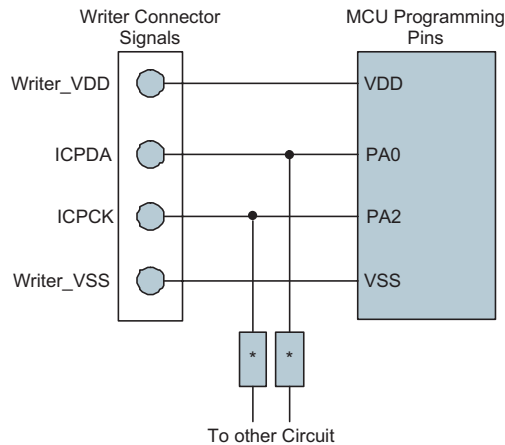 Writer Connector
Signals
MCU Programming
Pins
Writer_VDD
VDD
ICPDA
PA0
ICPCK
PA2
Writer_VSS
VSS
* *
To other Circuit